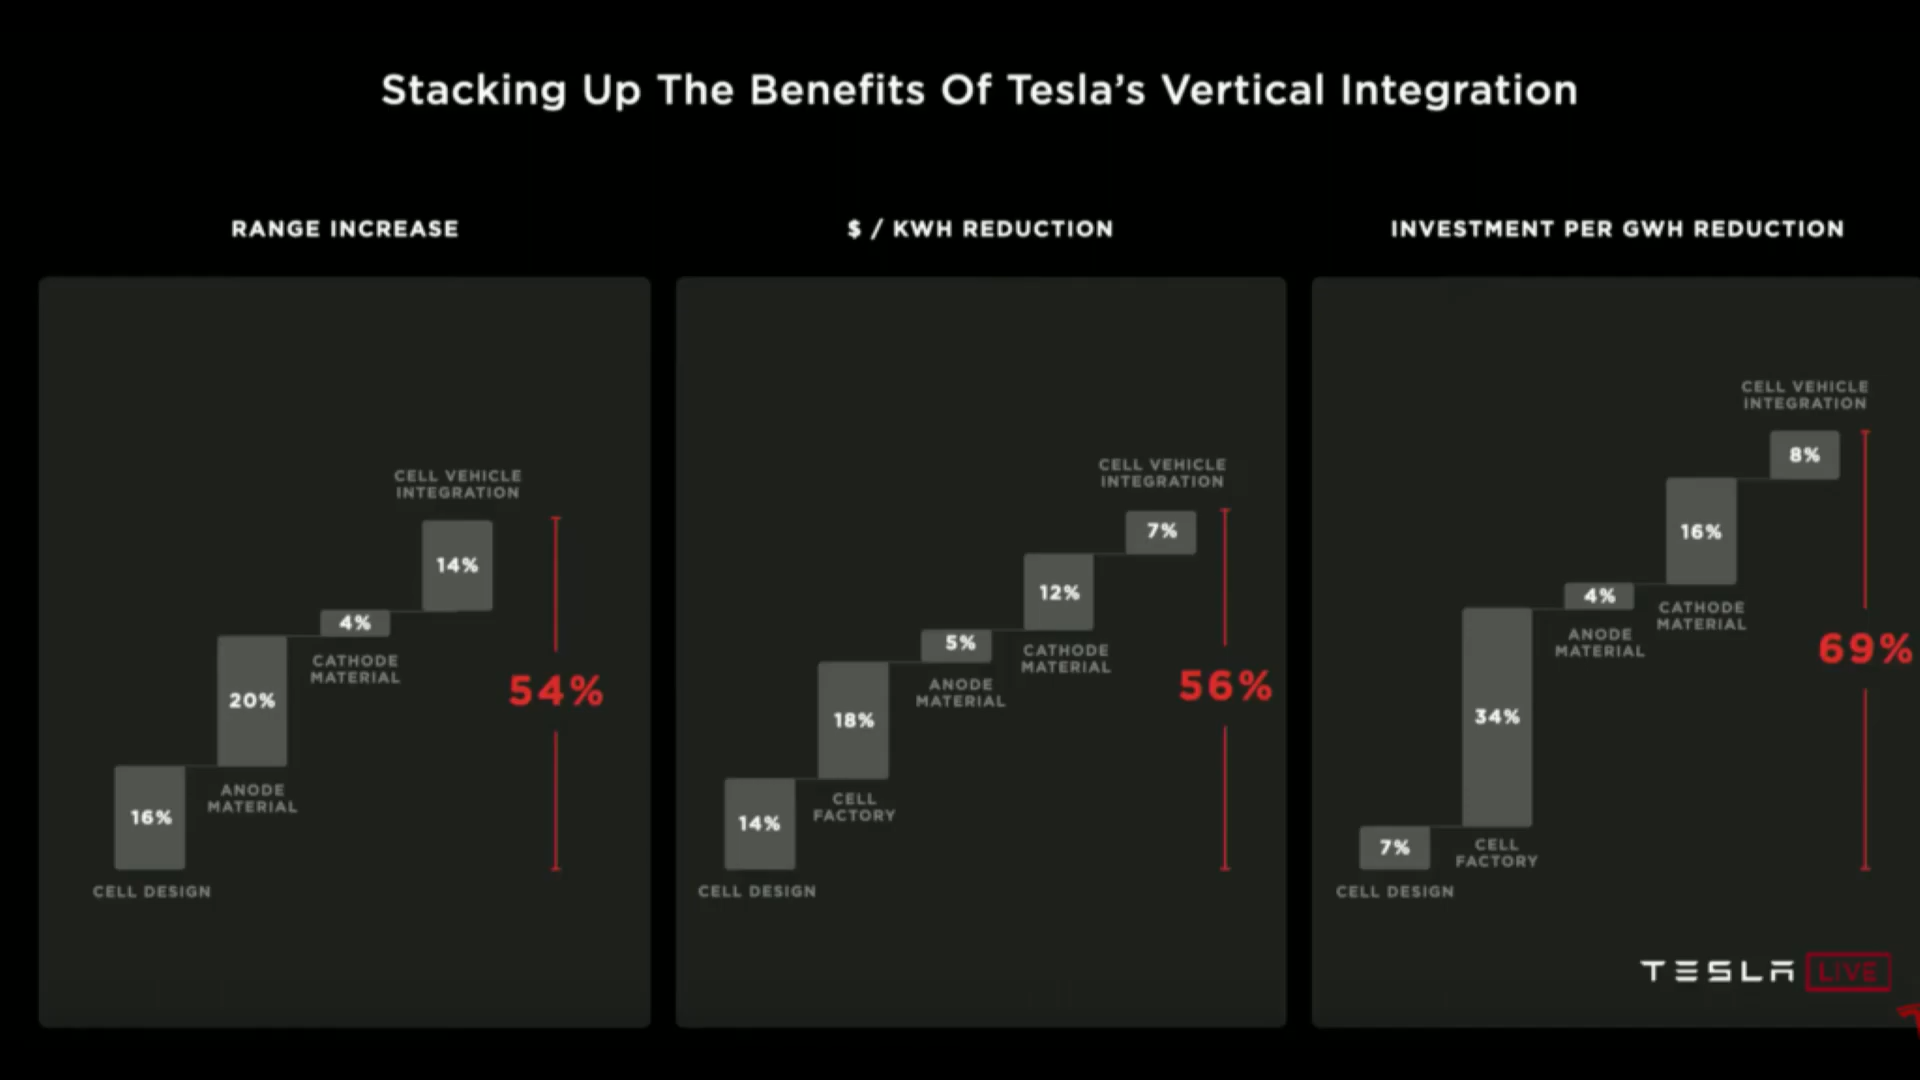 Stacking Up The Benefits Of Tesla's Vertical Integration
RANGE INCREASE
CELL VEHICLE
INTEGRATION
14%
4%
CATHODE
MATERIAL
20%
ANODE
MATERIAL
16%
CELL DESIGN
54%
$ / KWH REDUCTION
CELL VEHICLE
INTEGRATION
7%
12%
CATHODE
MATERIAL
5%
ANODE
MATERIAL
18%
CELL
FACTORY
14%
CELL DESIGN
56%
INVESTMENT PER GWH REDUCTION
CELL VEHICLE
INTEGRATION
8%
16%
CATHODE
MATERIAL
4%
ANODE
MATERIAL
34%
CELL
FACTORY
7%
CELL DESIGN
69%
TESLA LIVE